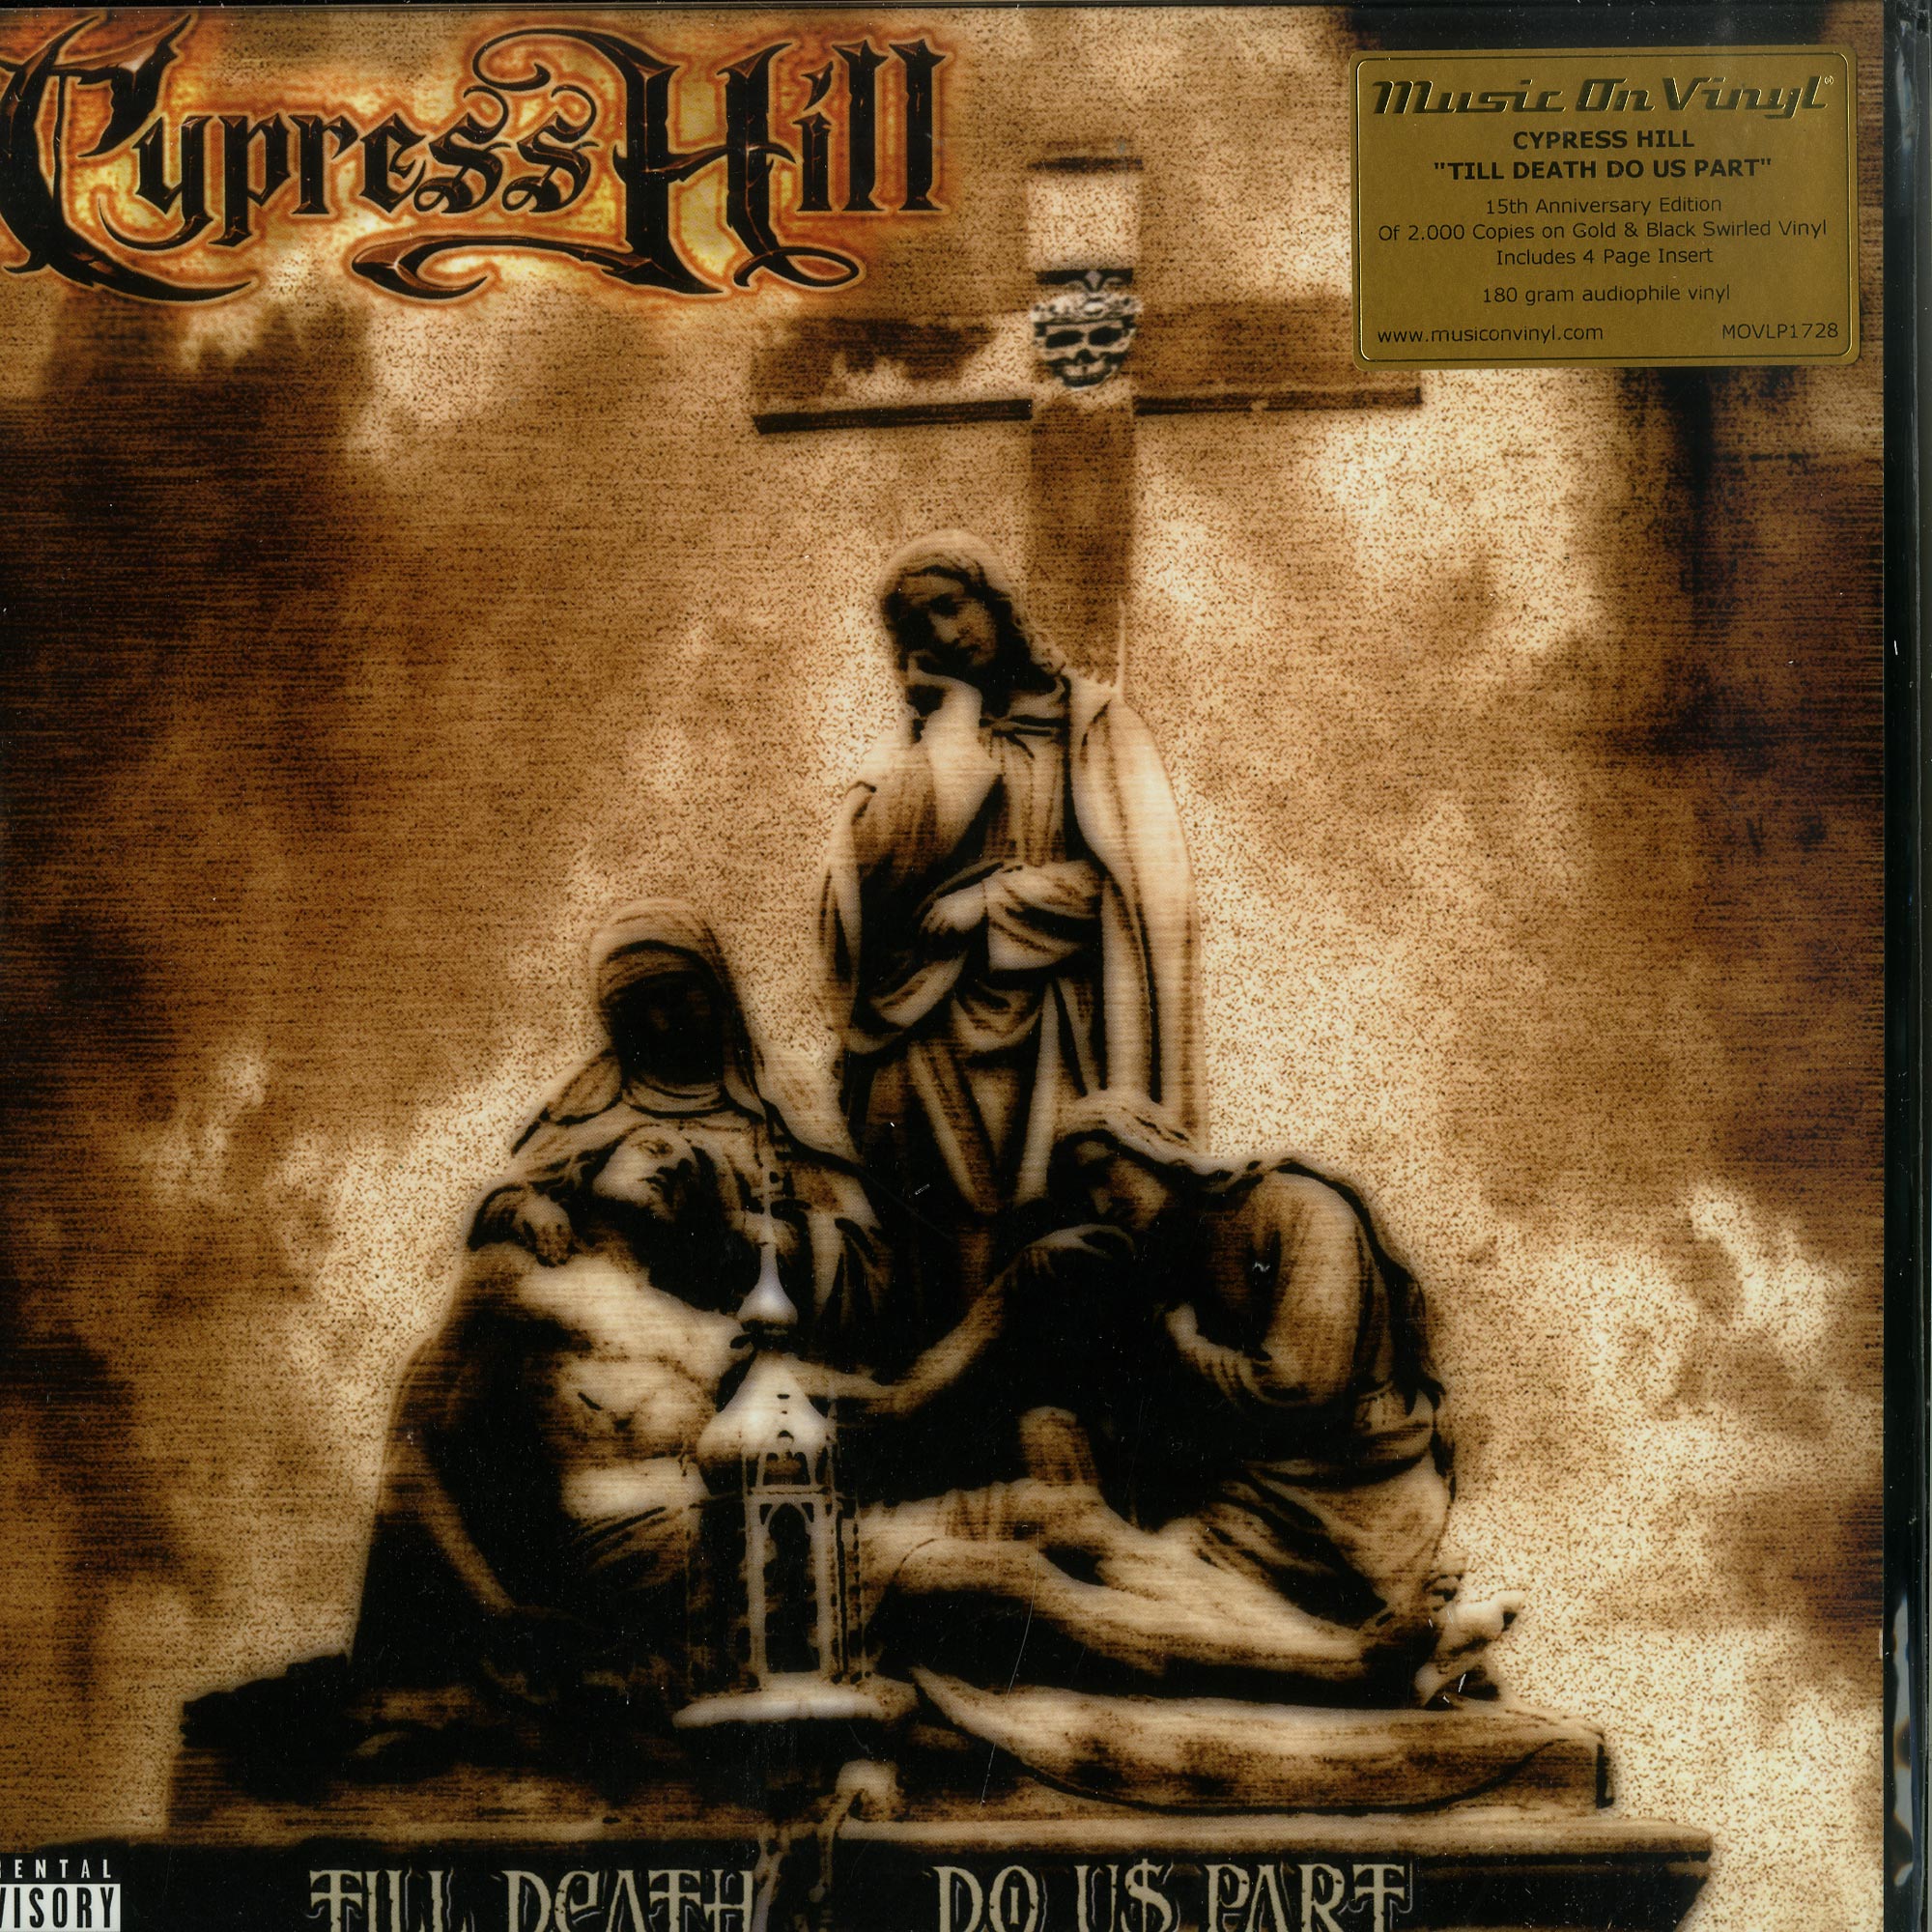 Cypress Hill
Music On Vinyl®
CYPRESS HILL
"TILL DEATH DO US PART"
15th Anniversary Edition
Of 2.000 Copies on Gold & Black Swirled Vinyl
Includes 4 Page Insert
180 gram audiophile vinyl
www.musiconvinyl.com MOVLP1728
TILL DEATH DO U$ PART